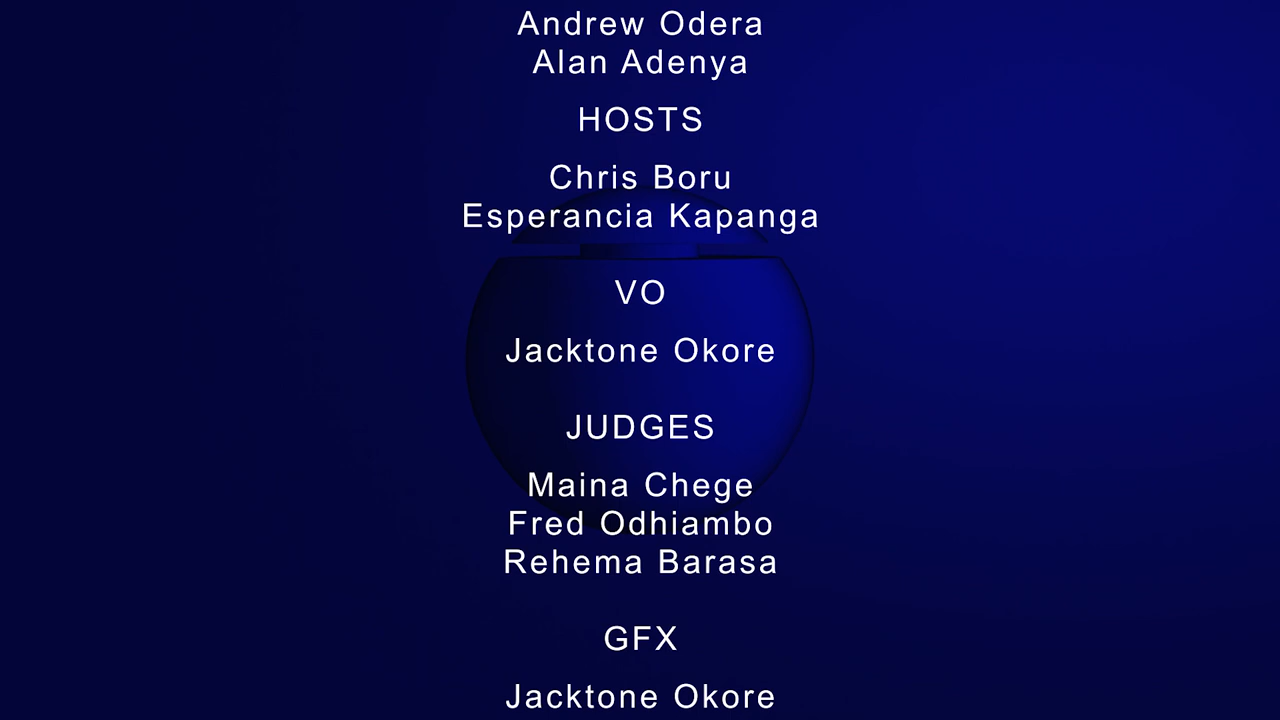 Andrew Odera
Alan Adenya
HOSTS
Chris Boru
Esperancia Kapanga
VO
Jacktone Okore
JUDGES
Maina Chege
Fred Odhiambo
Rehema Barasa
GFX
Jacktone Okore